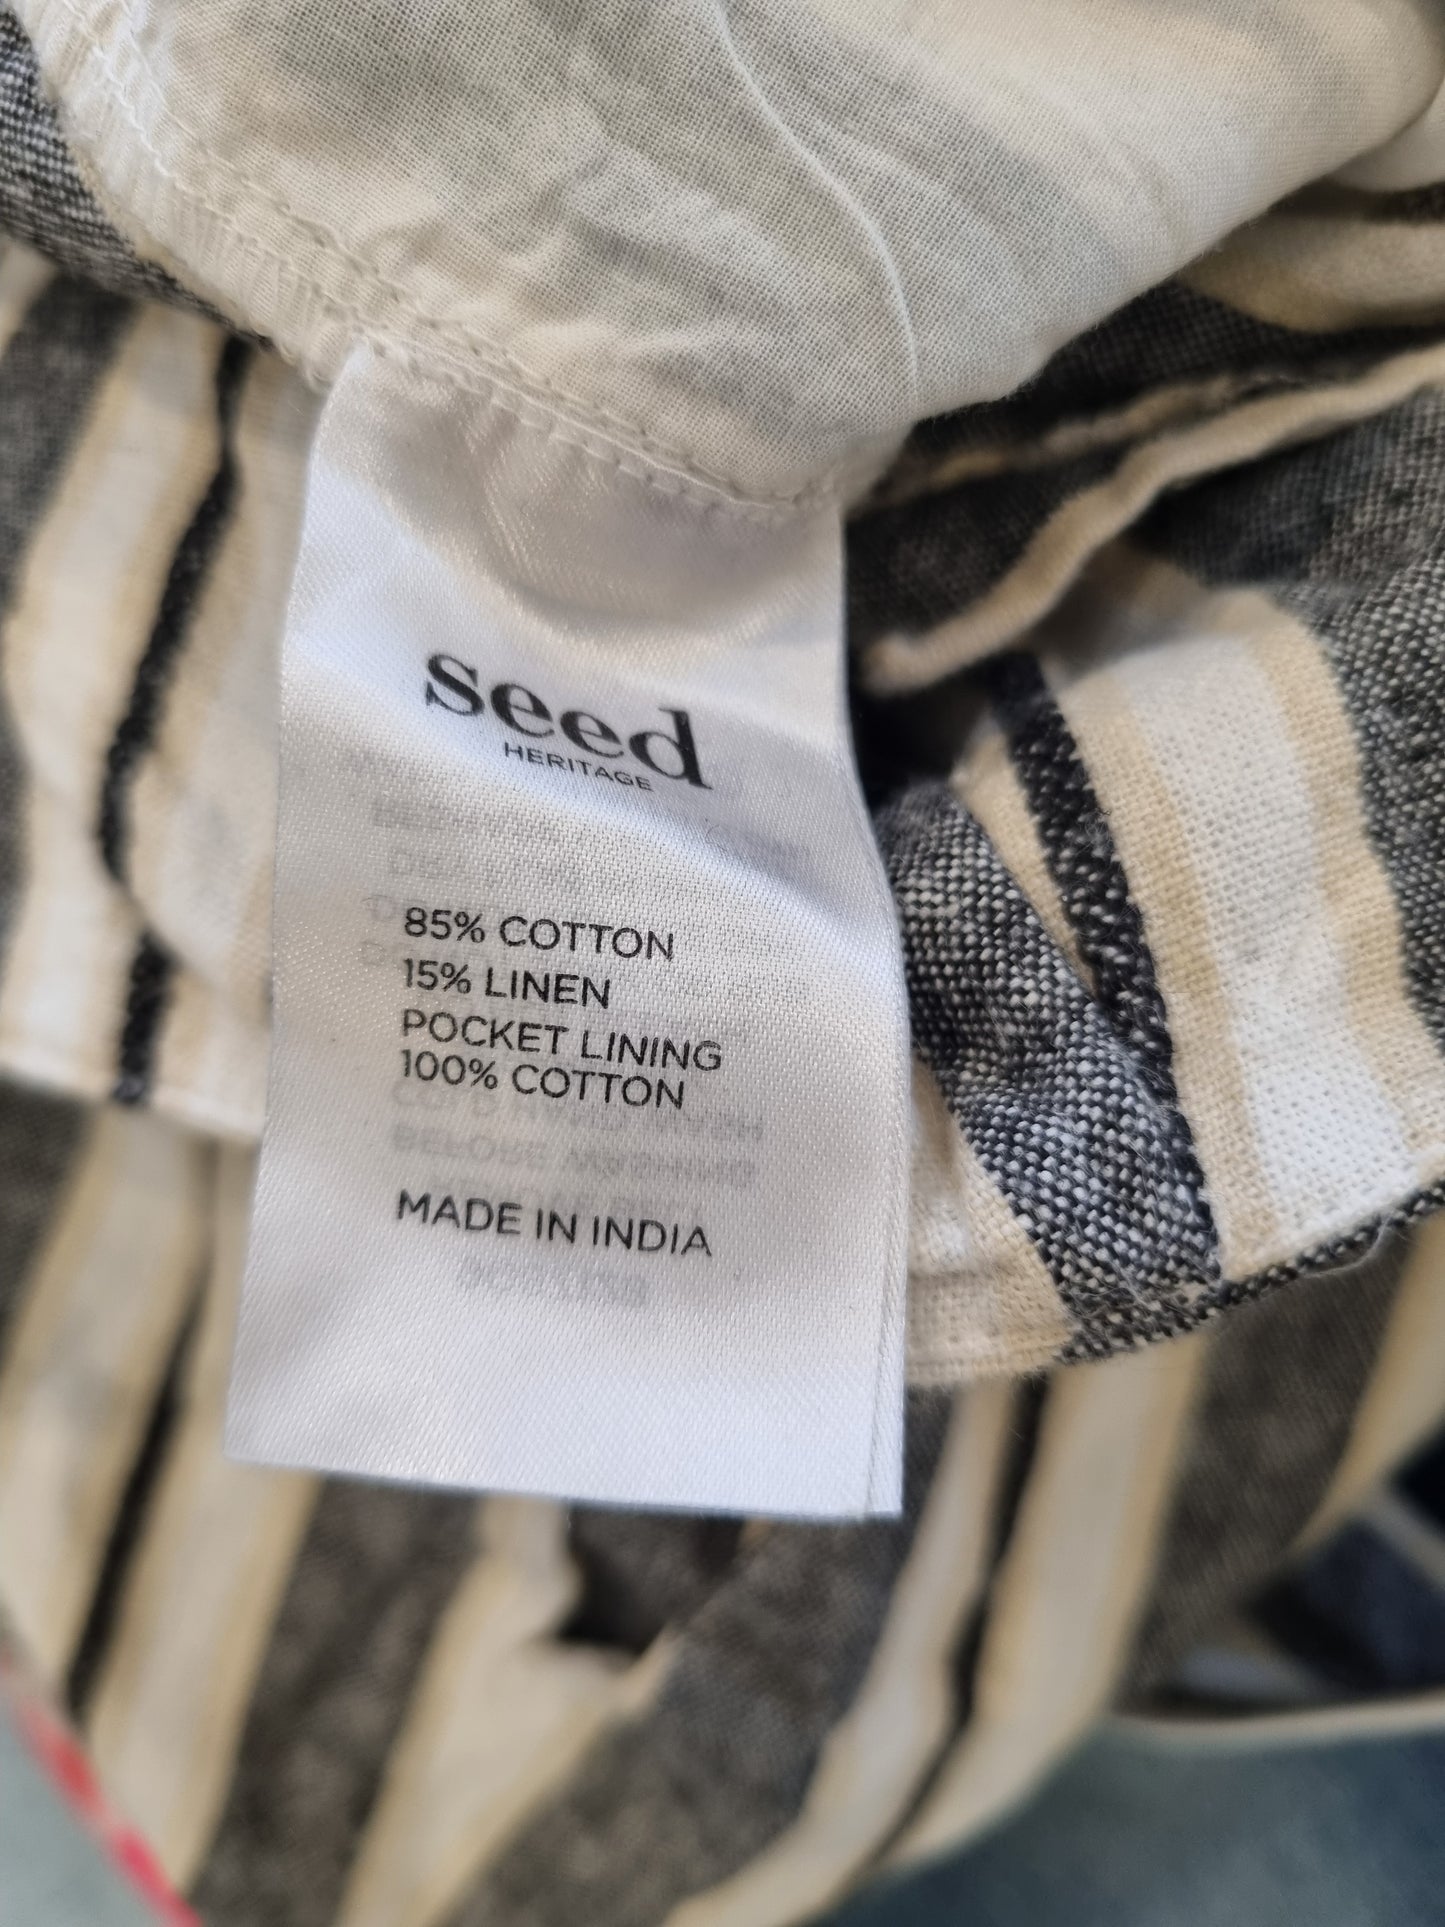 seed
HERITAGE
85% COTTON
15% LINEN
POCKET LINING
100% COTTON
MADE IN INDIA